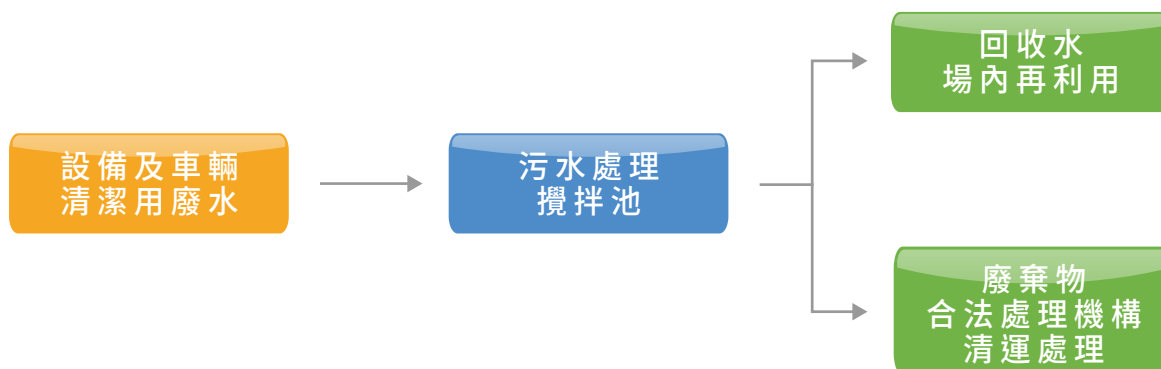 設備及車輛
清潔用廢水
污水處理
攪拌池
回收水
場內再利用
廢棄物
合法處理機構
清運處理